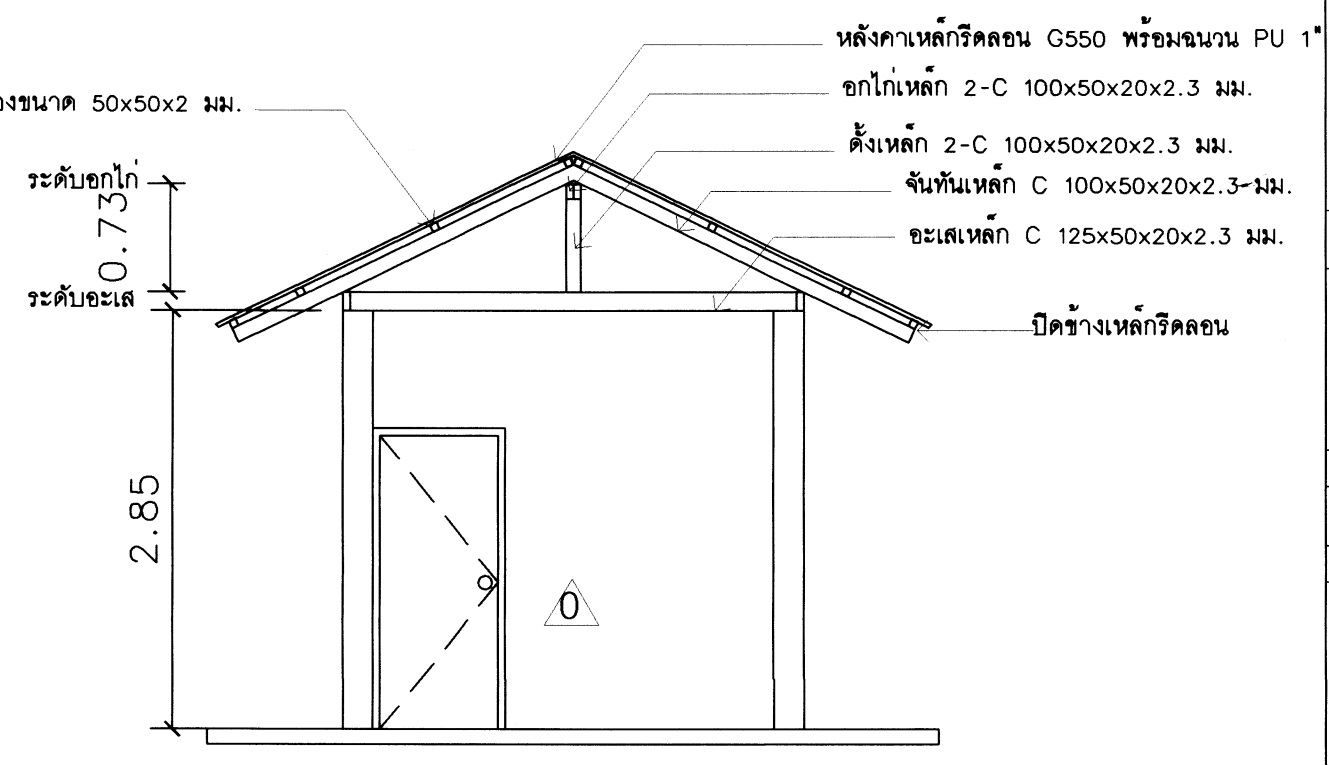 หลังคาเหล็กรีดลอน G550 พร้อมฉนวน PU 1"
อกไก่เหล็ก 2-C 100x50x20x2.3 มม.
ขนาด 50x50x2 มม.
ดั้งเหล็ก 2-C 100x50x20x2.3 มม.
ระดับอกไก่
จันทันเหล็ก C 100x50x20x2.3 มม.
0.73
อะเสเหล็ก C 125x50x20x2.3 มม.
ระดับอะเส
ปิดข้างเหล็กรีดลอน
2.85
0